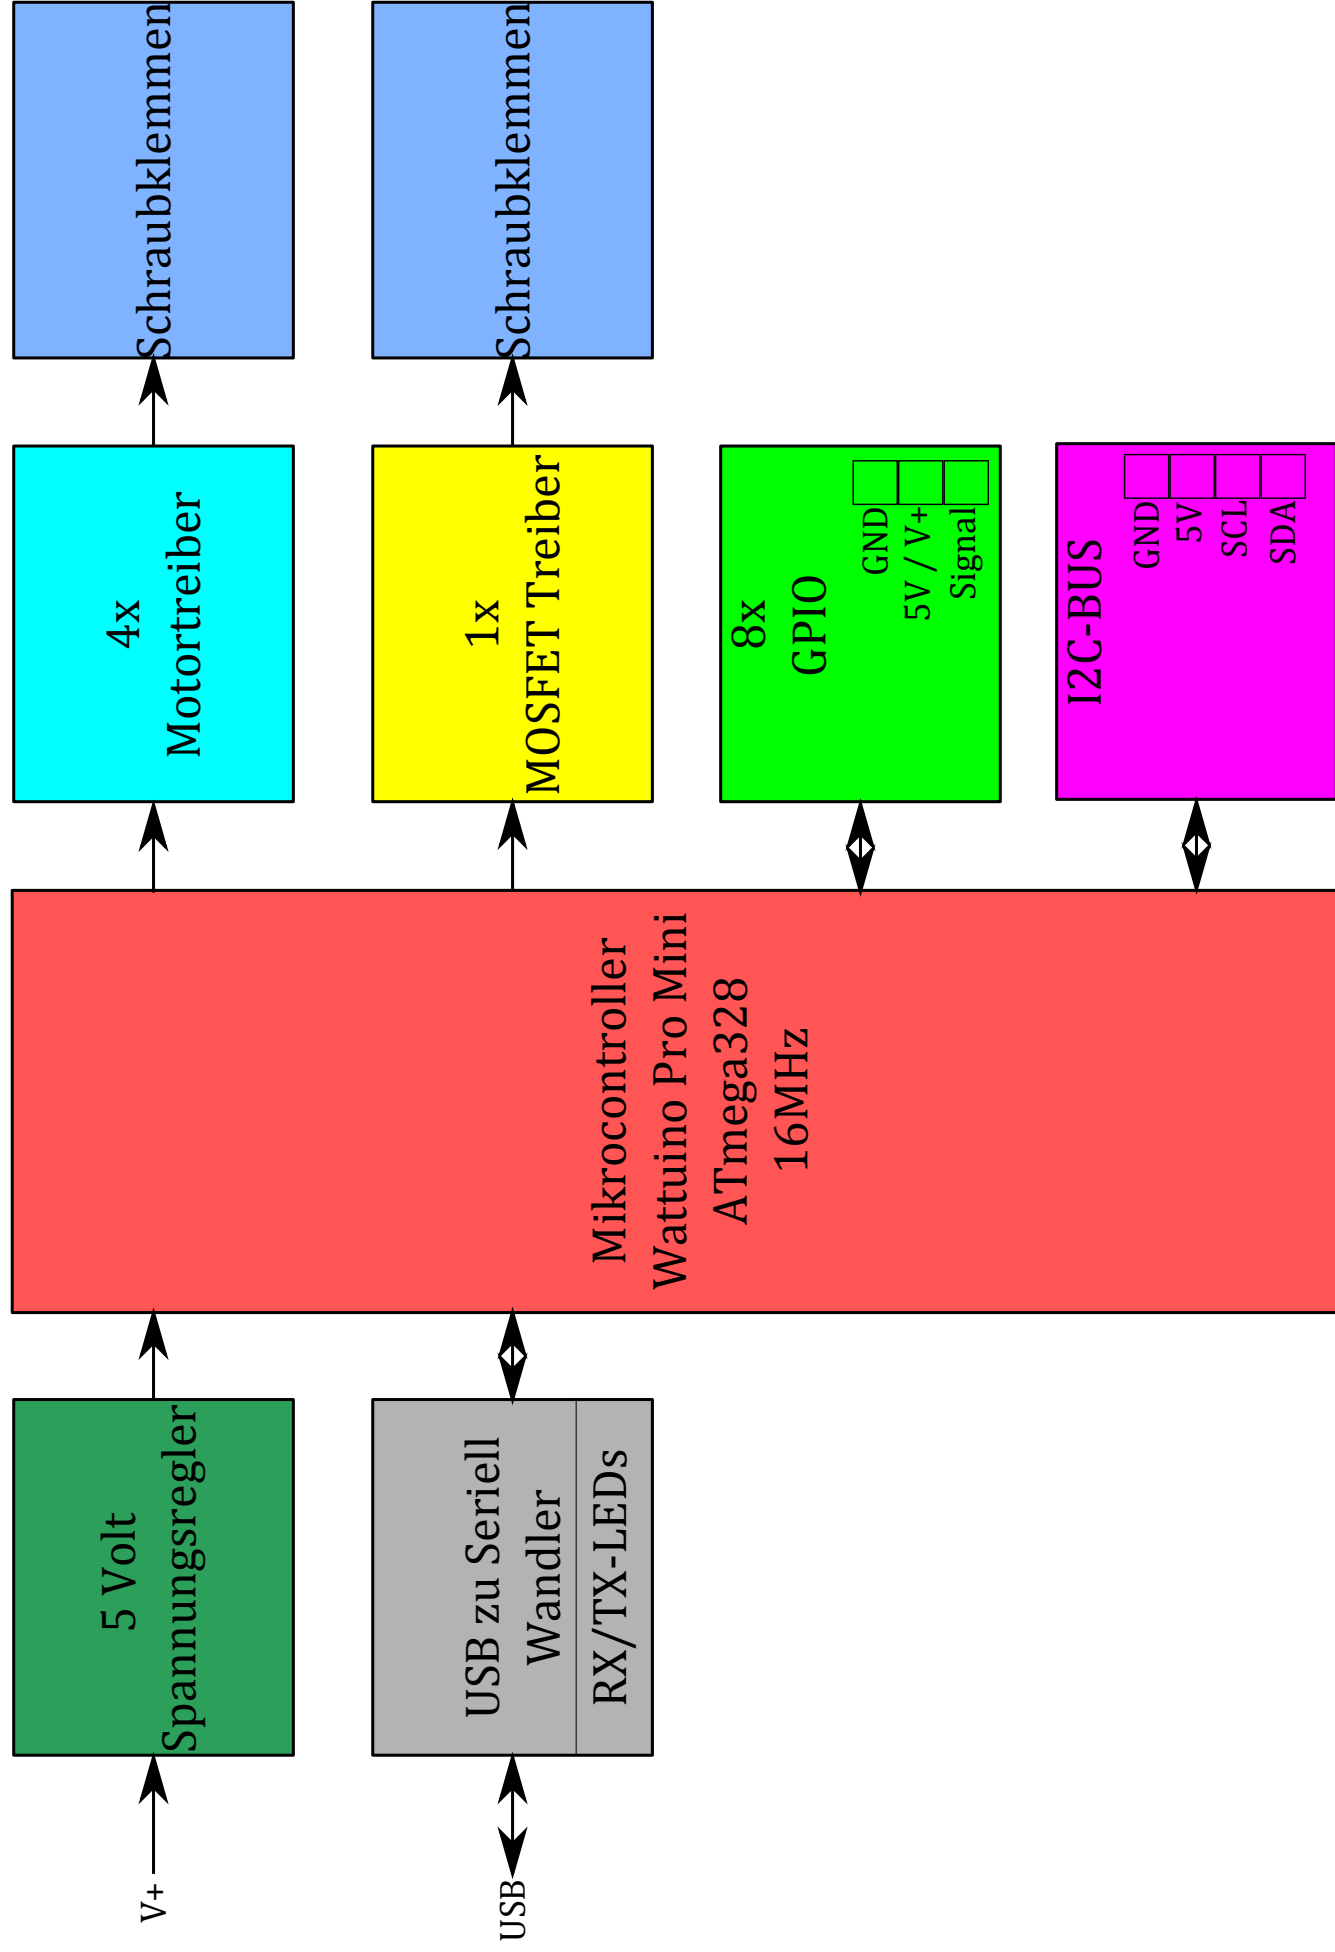 V+
5 Volt
Spannungsregler
USB
USB zu Seriell
Wandler
RX/TX-LEDs
Mikrocontroller
Wattuino Pro Mini
ATmega328
16MHz
4x
Motortreiber
Schraubklemmen
1x
MOSFET Treiber
Schraubklemmen
8x
GPIO
GND
5V / V+
Signal
I2C-BUS
GND
5V
SCL
SDA